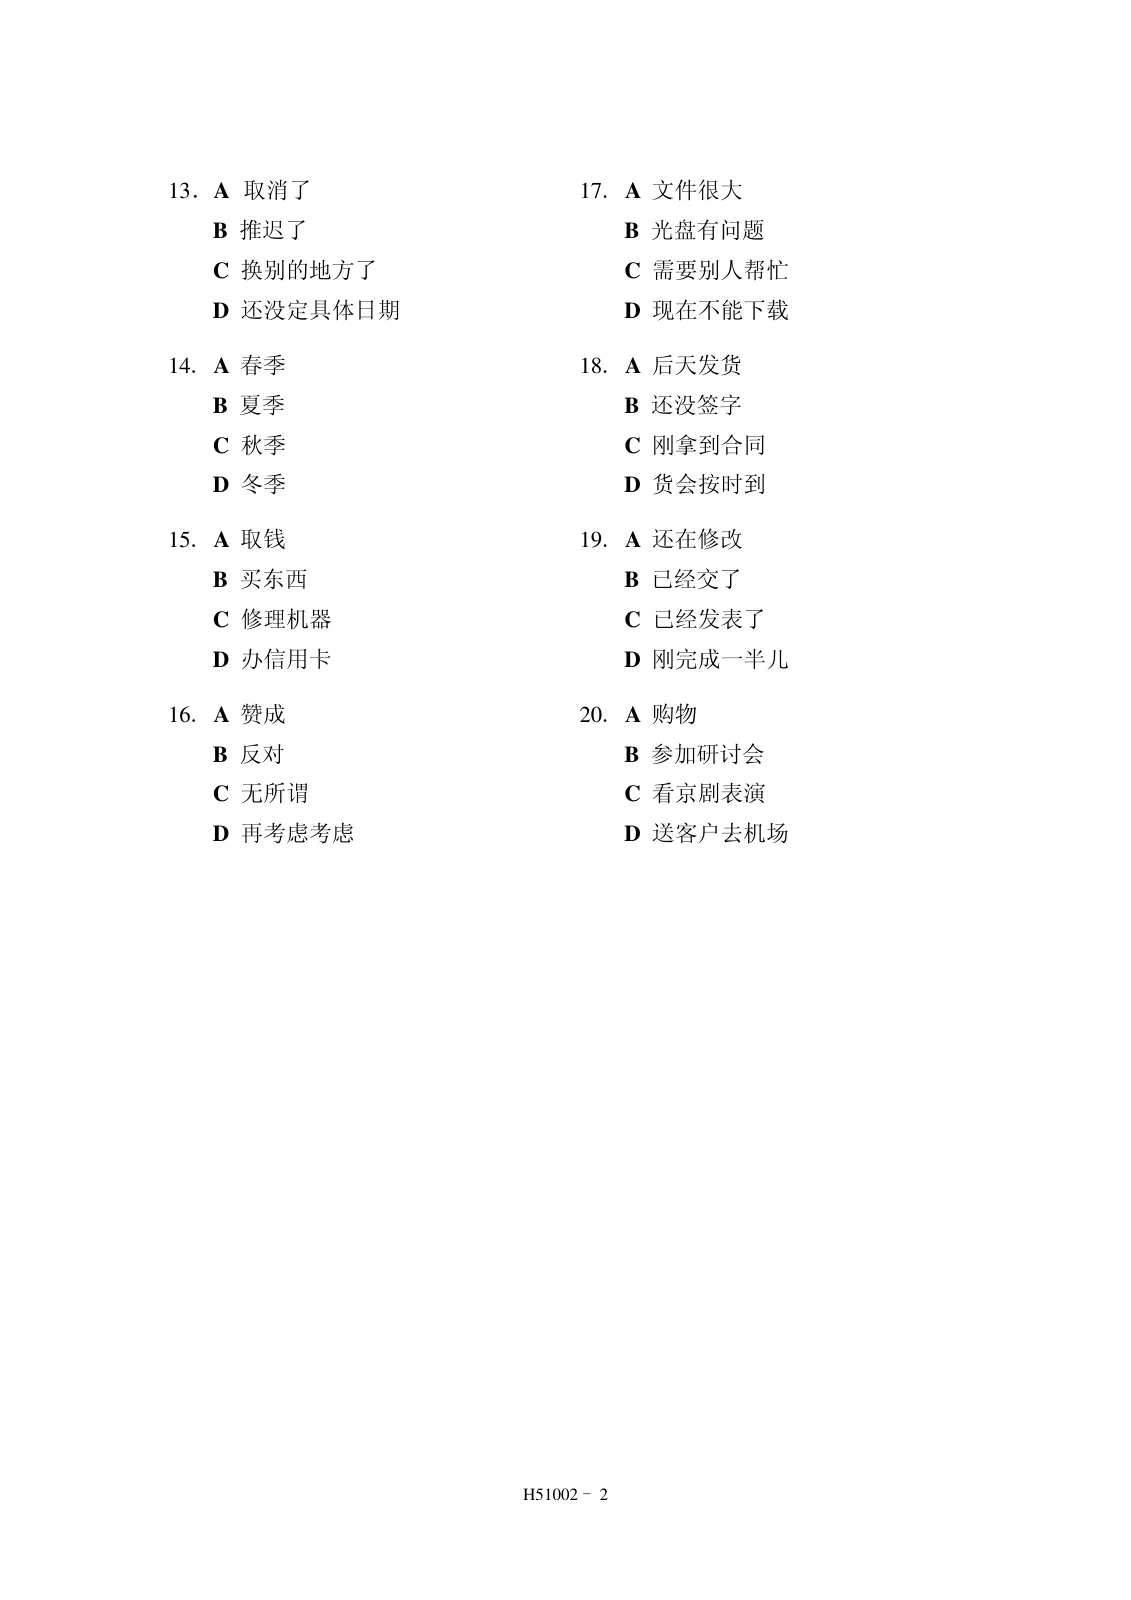 13. A 取消了
B 推迟了
C 换别的地方了
D 还没定具体日期
14. A 春季
B 夏季
C 秋季
D 冬季
15. A 取钱
B 买东西
C 修理机器
D 办信用卡
16. A 赞成
B 反对
C 无所谓
D 再考虑考虑
17. A 文件很大
B 光盘有问题
C 需要别人帮忙
D 现在不能下载
18. A 后天发货
B 还没签字
C 刚拿到合同
D 货会按时到
19. A 还在修改
B 已经交了
C 已经发表了
D 刚完成一半儿
20. A 购物
B 参加研讨会
C 看京剧表演
D 送客户去机场
H51002－ 2